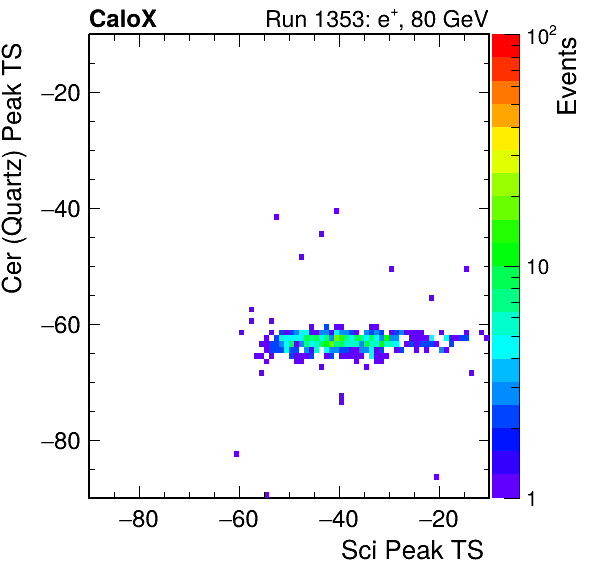 CaloX Run 1353: e⁺, 80 GeV
Cer (Quartz) Peak TS
−20
−40
−60
−80
−80 −60 −40 −20
Sci Peak TS
10²
10
1
Events